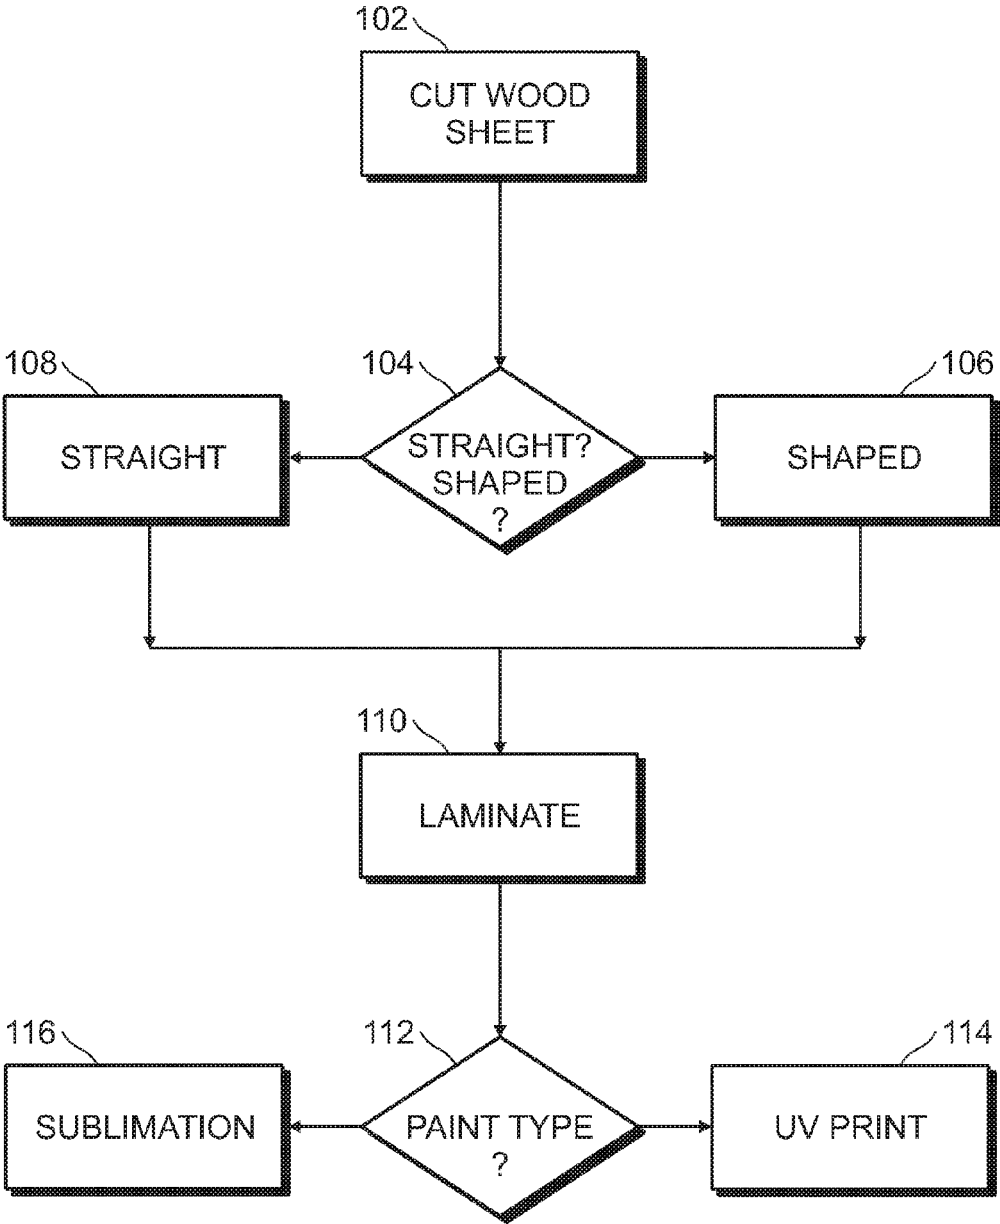 102
CUT WOOD
SHEET
108
104
106
STRAIGHT
STRAIGHT?
SHAPED
?
SHAPED
110
LAMINATE
116
112
114
SUBLIMATION
PAINT TYPE
?
UV PRINT